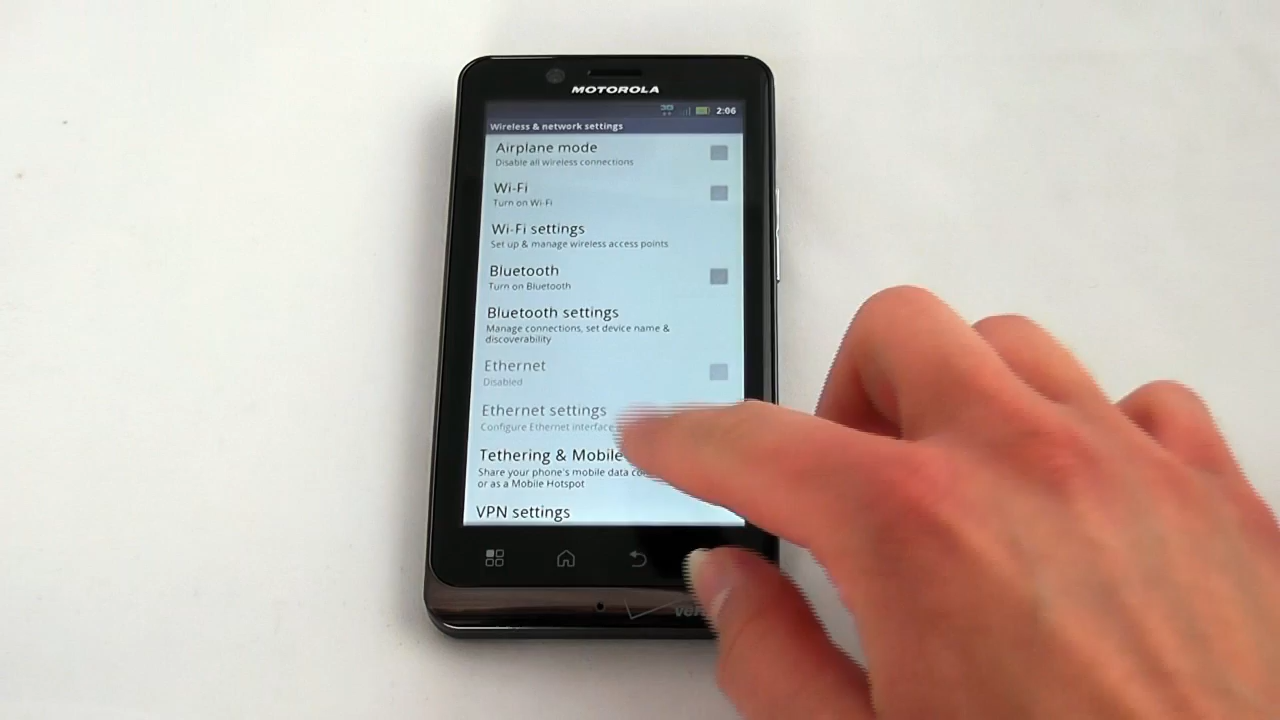 MOTOROLA
3G 2:06
Wireless & network settings
Airplane mode
Disable all wireless connections
Wi-Fi
Turn on Wi-Fi
Wi-Fi settings
Set up & manage wireless access points
Bluetooth
Turn on Bluetooth
Bluetooth settings
Manage connections, set device name &
discoverability
Ethernet
Disabled
Ethernet settings
Configure Ethernet interface
Tethering & Mobile
Share your phone's mobile data
or as a Mobile Hotspot
VPN settings